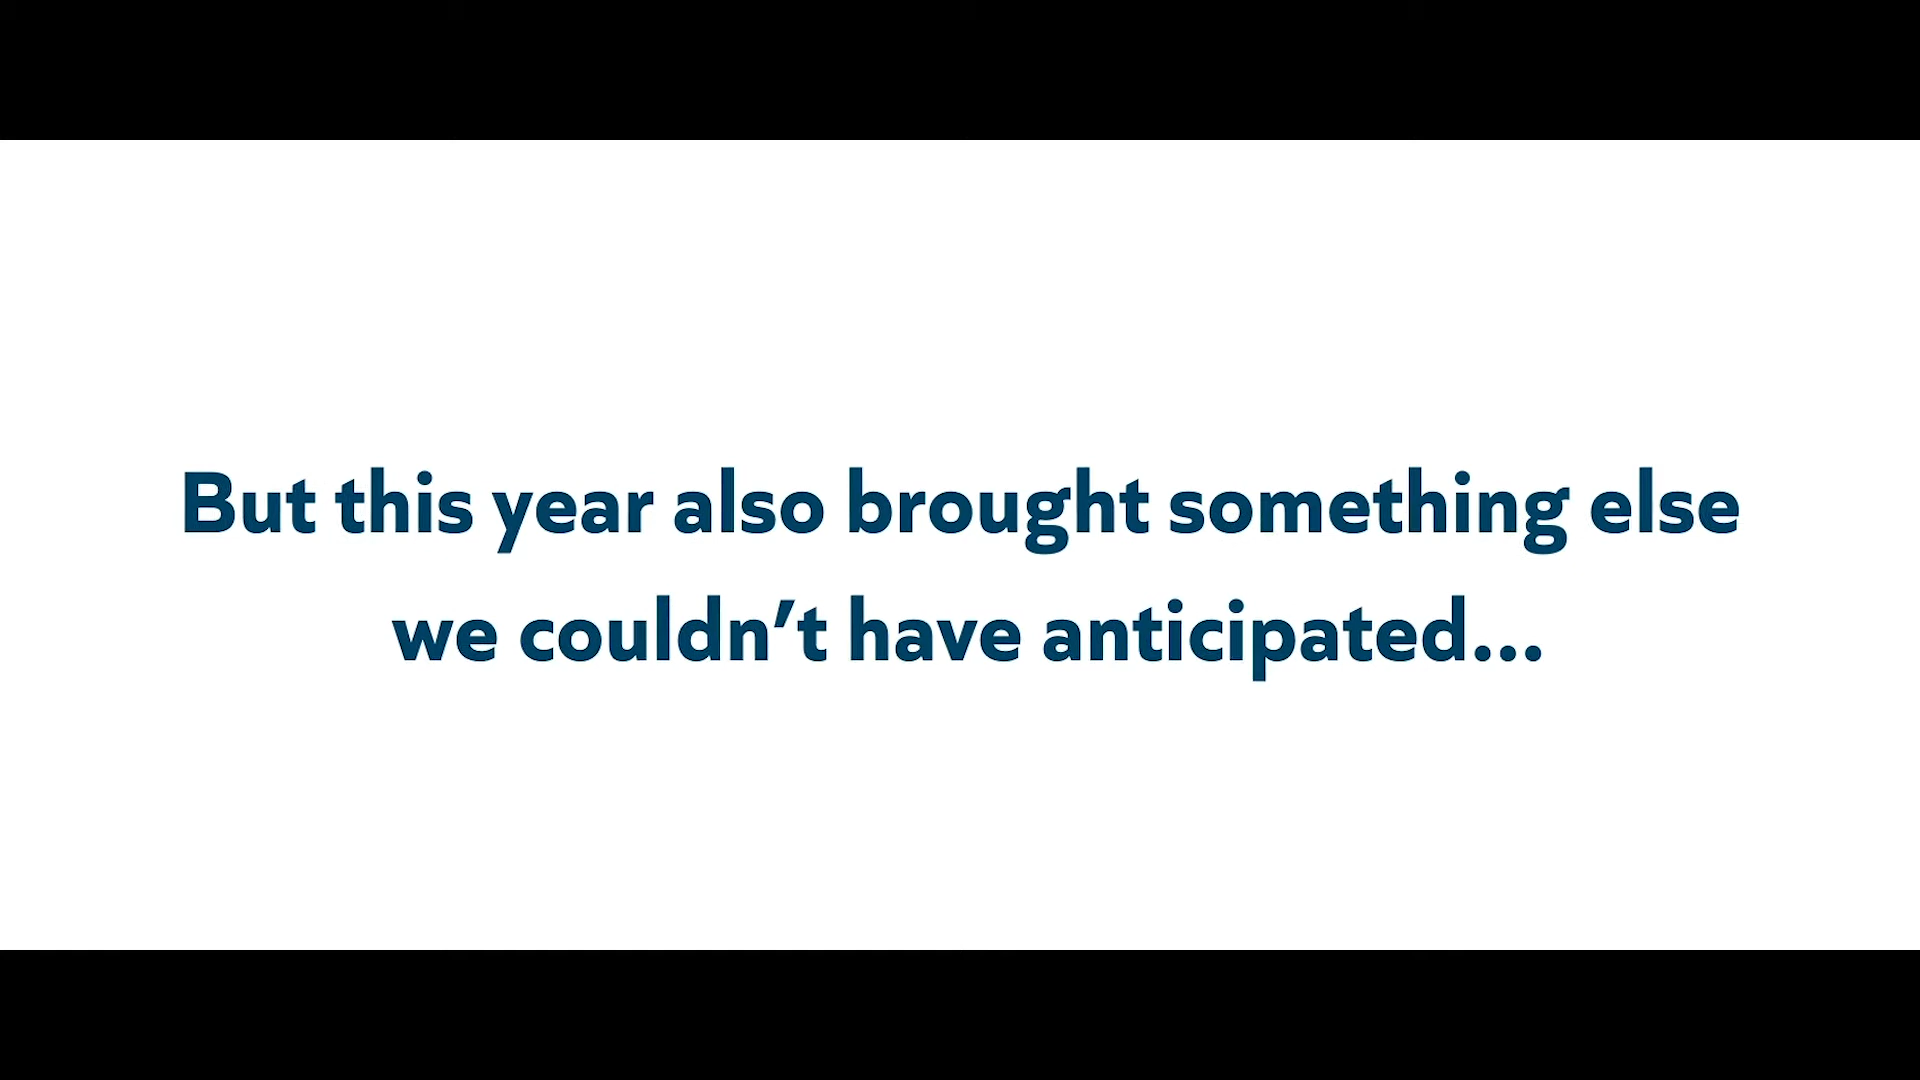 But this year also brought something else
we couldn’t have anticipated...